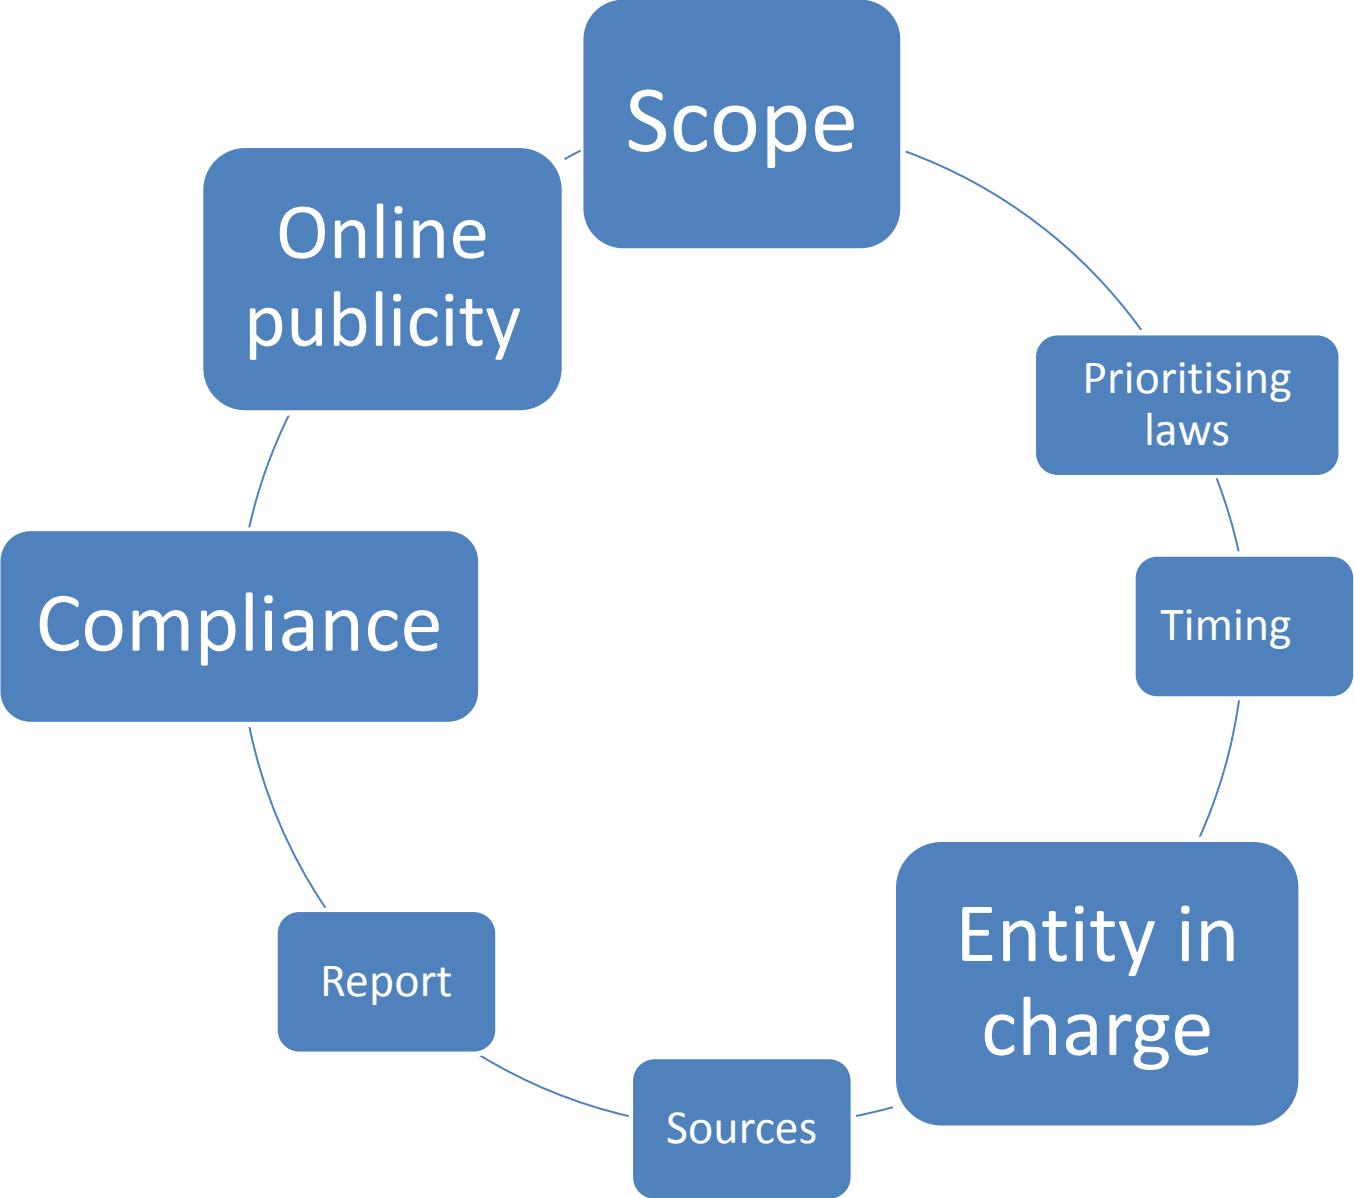 Scope
Prioritising
laws
Timing
Entity in
charge
Sources
Report
Compliance
Online
publicity